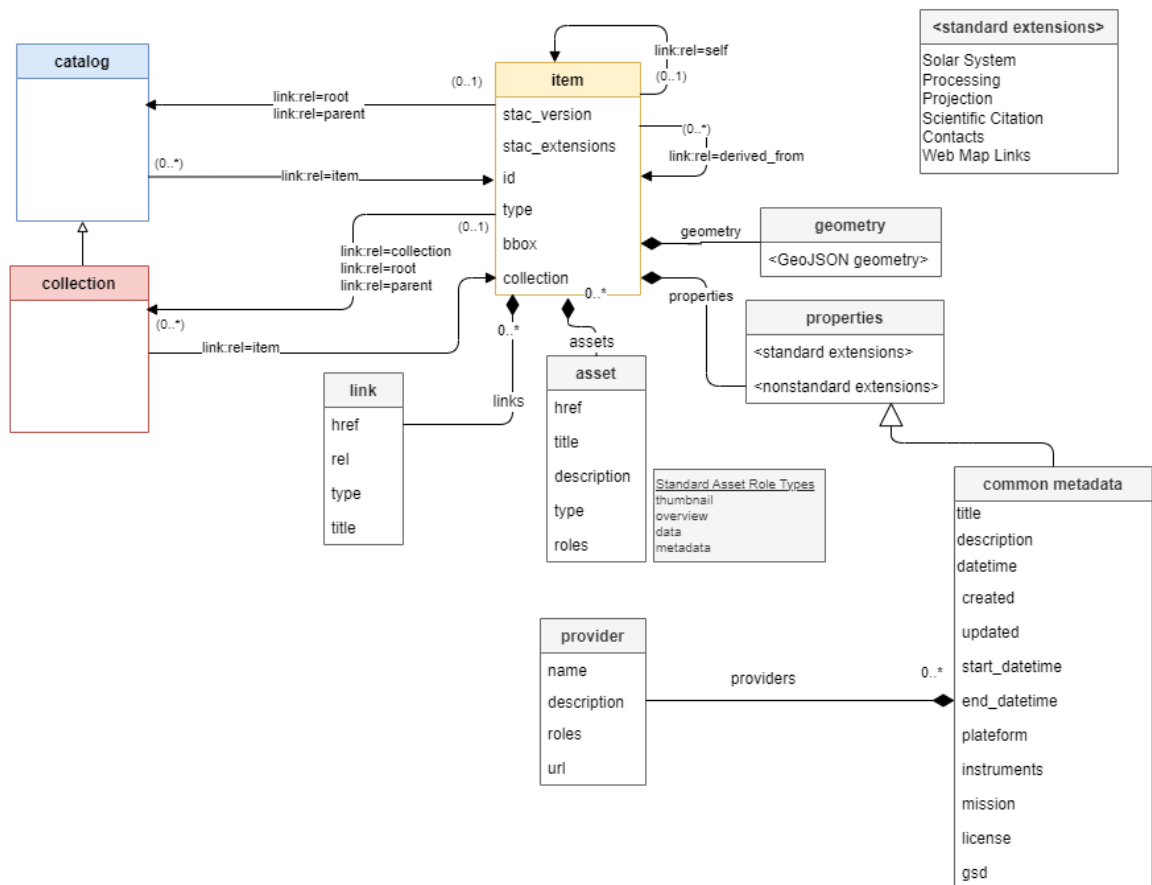 <standard extensions>
Solar System
Processing
Projection
Scientific Citation
Contacts
Web Map Links
catalog
link:rel=self
(0..1)
item
(0..1)
link:rel=root
link:rel=parent
stac_version
(0..*)
stac_extensions
link:rel=derived_from
(0..*)
link:rel=item
id
type
(0..1)
bbox
collection
0..*
geometry
geometry
<GeoJSON geometry>
link:rel=collection
link:rel=root
link:rel=parent
collection
(0..*)
link:rel=item
properties
properties
<standard extensions>
<nonstandard extensions>
0..*
assets
links
link
href
rel
type
title
asset
href
title
description
type
roles
Standard Asset Role Types
thumbnail
overview
data
metadata
common metadata
title
description
datetime
created
updated
start_datetime
end_datetime
plateform
instruments
mission
license
gsd
provider
name
description
roles
url
providers
0..*